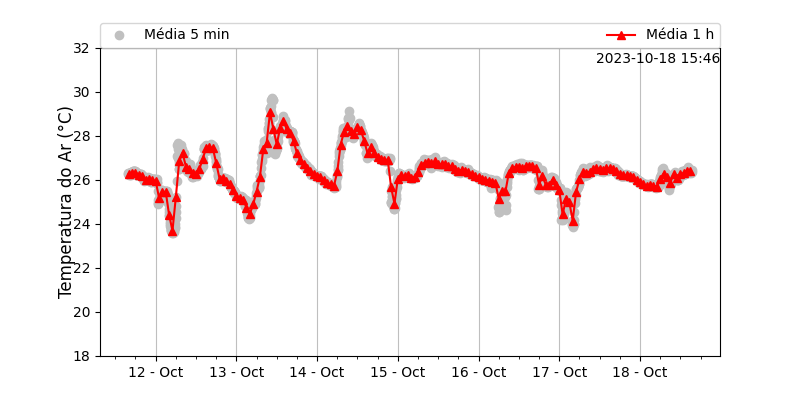 Média 5 min
Média 1 h
2023-10-18 15:46
Temperatura do Ar (°C)
32
30
28
26
24
22
20
18
12 - Oct
13 - Oct
14 - Oct
15 - Oct
16 - Oct
17 - Oct
18 - Oct